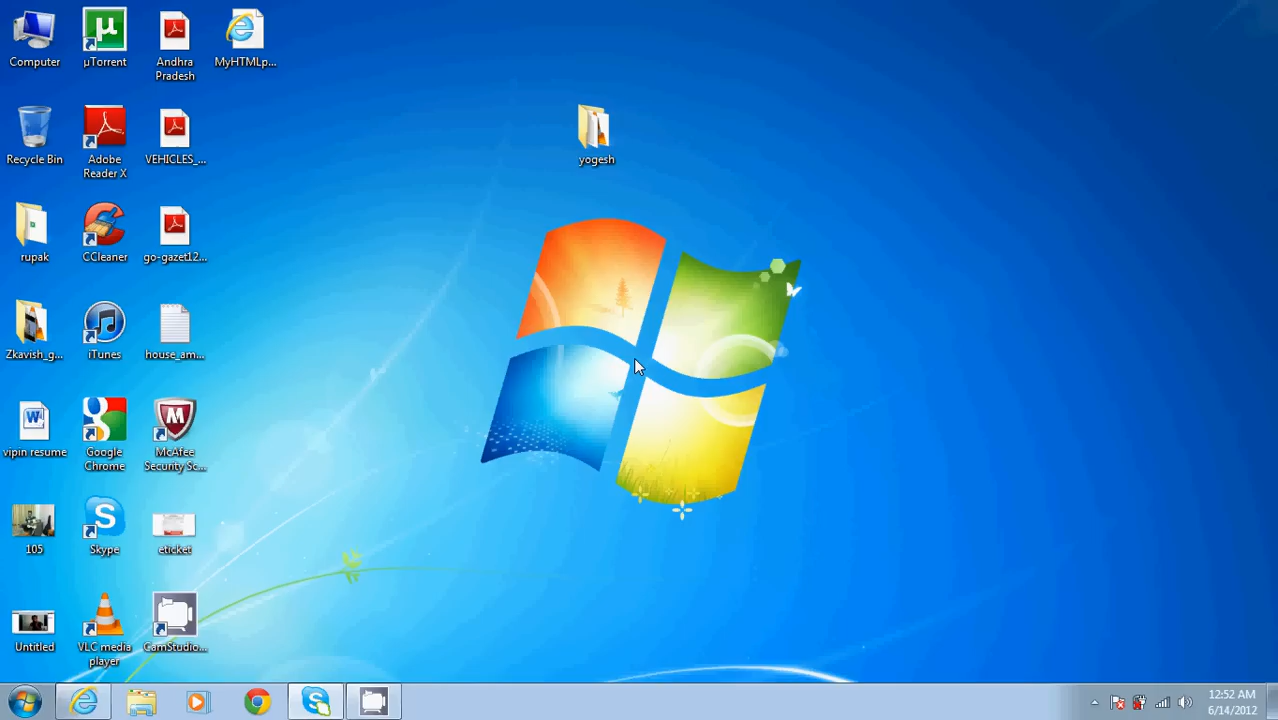 Computer
µTorrent
Andhra
Pradesh
MyHTMLp...
Recycle Bin
Adobe
Reader X
VEHICLES_...
yogesh
rupak
CCleaner
go-gazet12...
Zkavish_g...
iTunes
house_am...
vipin resume
Google
Chrome
McAfee
Security Sc...
105
Skype
eticket
Untitled
VLC media
player
CamStudio...
12:52 AM
6/14/2012